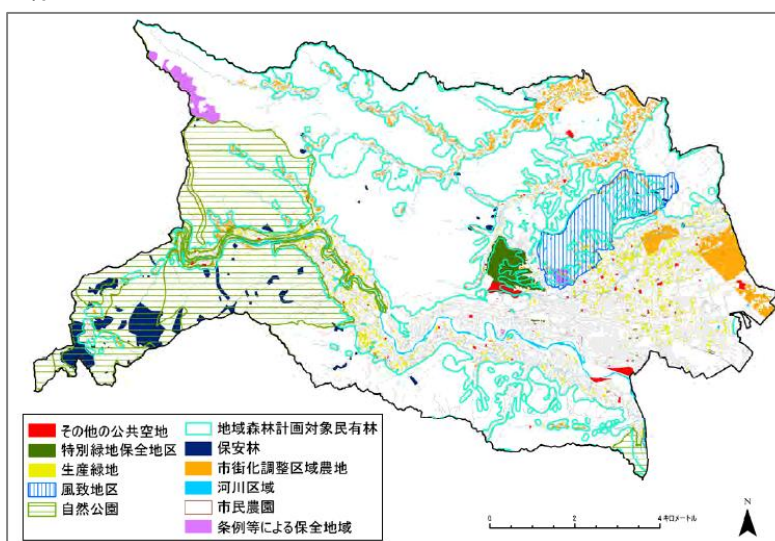 その他の公共空地
特別緑地保全地区
生産緑地
風致地区
自然公園
地域森林計画対象民有林
保安林
市街化調整区域農地
河川区域
市民農園
条例等による保全地域
0 2 4 キロメートル
N